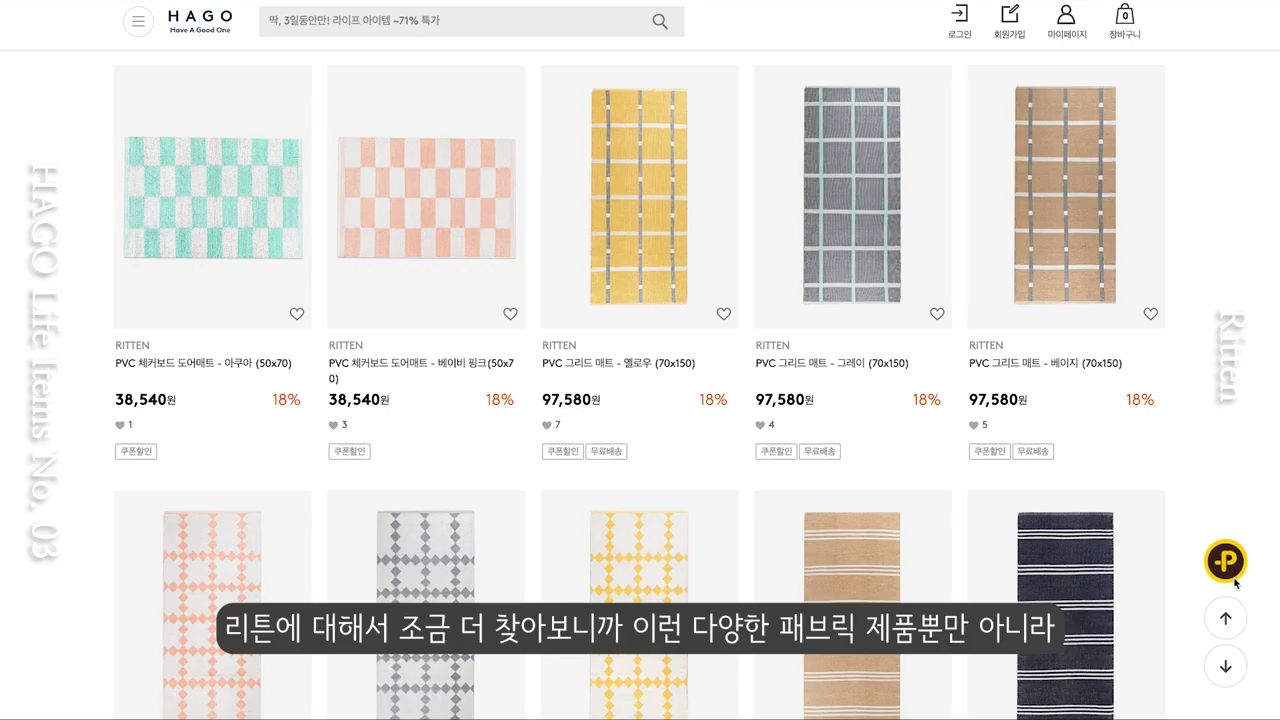 HAGO
Have A Good One
딱, 3일동안만! 라이프 아이템 ~71% 특가
로그인
회원가입
마이페이지
0
장바구니
HAGO Life Items No. 03
Ritten
RITTEN
PVC 체커보드 도어매트 - 아쿠아 (50x70)
38,540원 18%
1
쿠폰할인
RITTEN
PVC 체커보드 도어매트 - 베이비 핑크(50x7
0)
38,540원 18%
3
쿠폰할인
RITTEN
PVC 그리드 매트 - 옐로우 (70x150)
97,580원 18%
7
쿠폰할인 무료배송
RITTEN
PVC 그리드 매트 - 그레이 (70x150)
97,580원 18%
4
쿠폰할인 무료배송
RITTEN
PVC 그리드 매트 - 베이지 (70x150)
97,580원 18%
5
쿠폰할인 무료배송
P
리튼에 대해서 조금 더 찾아보니까 이런 다양한 패브릭 제품뿐만 아니라